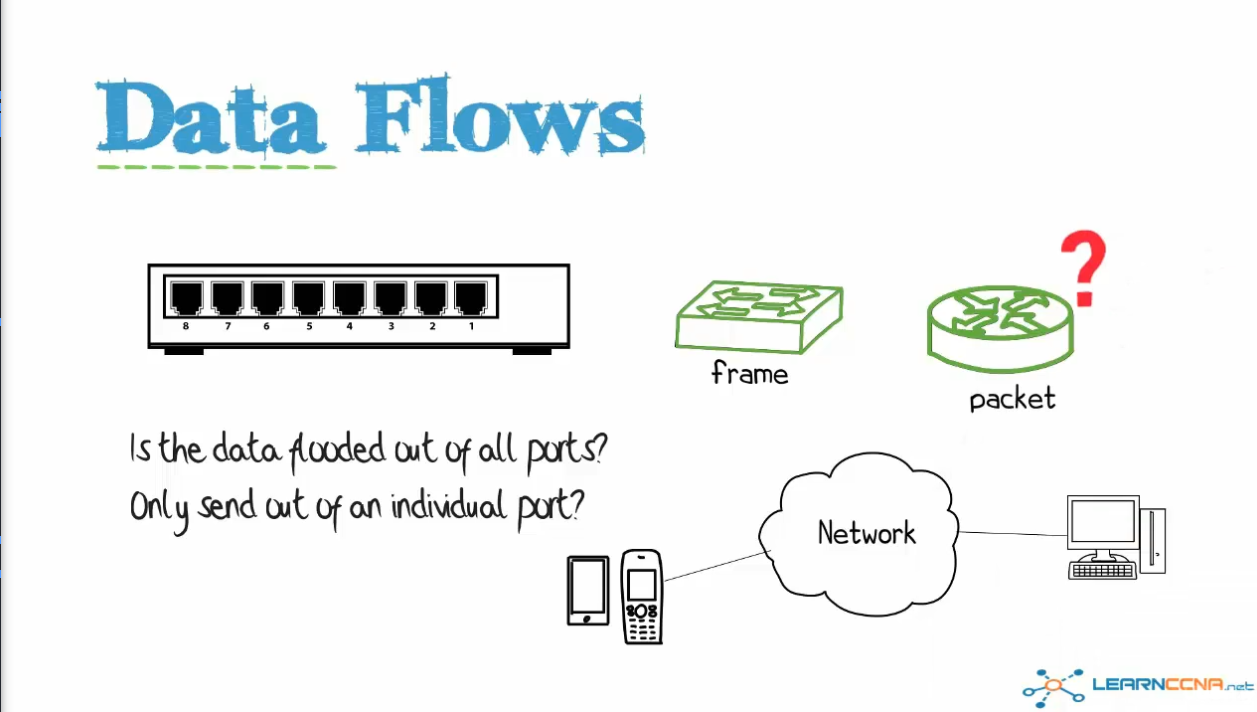 Data Flows
8 7 6 5 4 3 2 1
?
frame
packet
Is the data flooded out of all ports?
Only send out of an individual port?
Network
LEARNCCNA.net